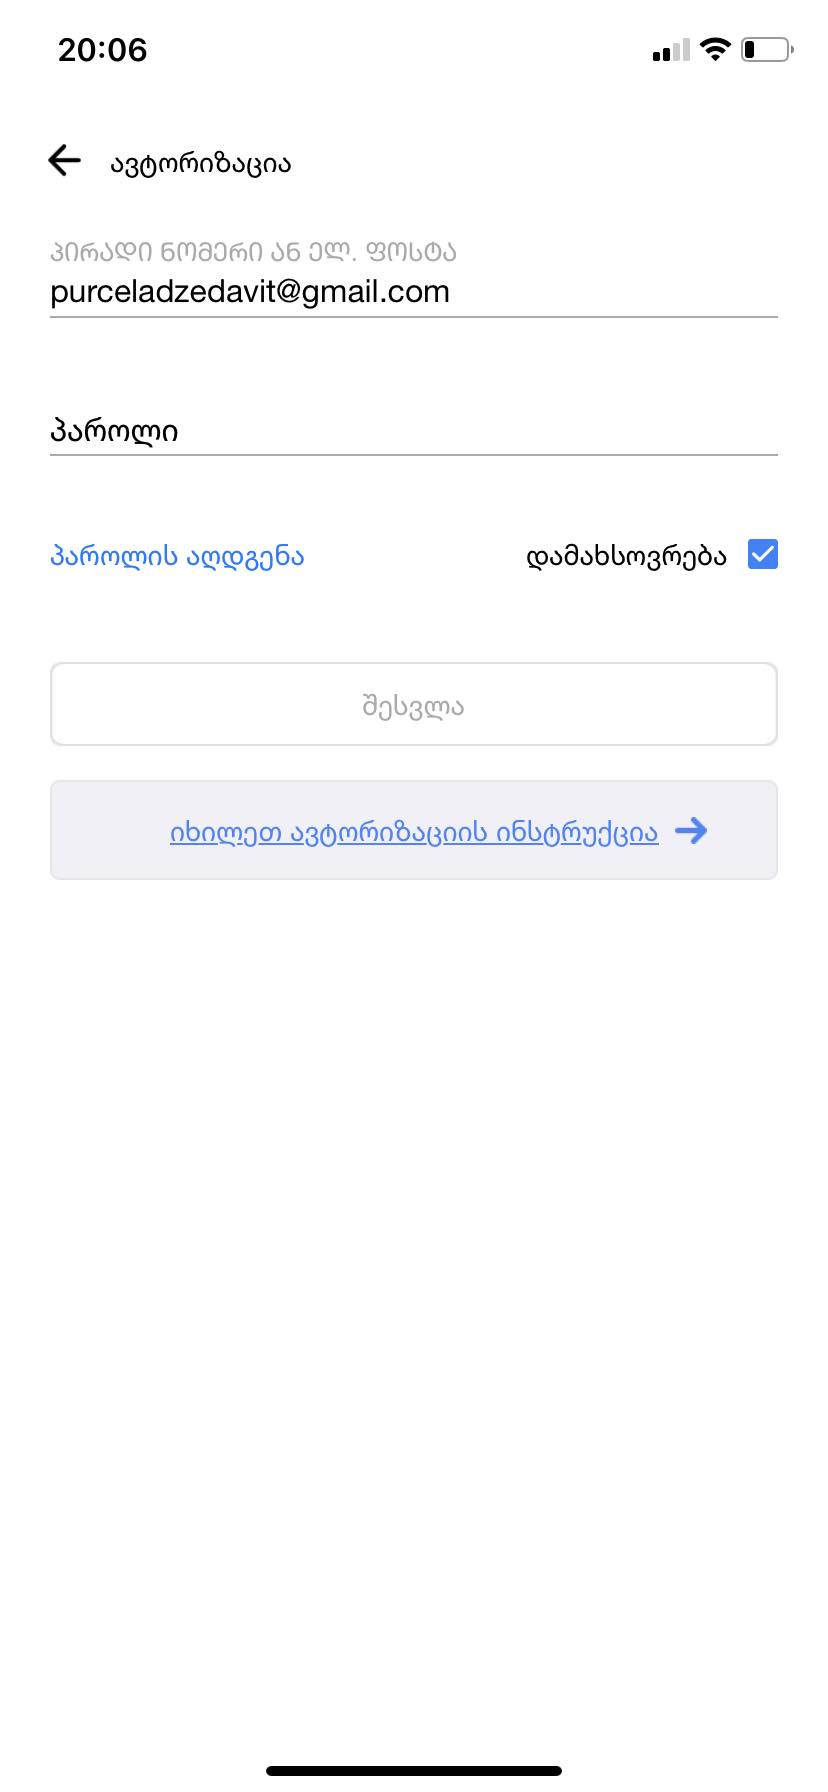 20:06
ავტორიზაცია
ᲞᲘᲠᲐᲓᲘ ᲜᲝᲛᲔᲠᲘ ᲐᲜ ᲔᲚ. ᲤᲝᲡᲢᲐ
purceladzedavit@gmail.com
პაროლი
პაროლის აღდგენა დამახსოვრება
შესვლა
იხილეთ ავტორიზაციის ინსტრუქცია